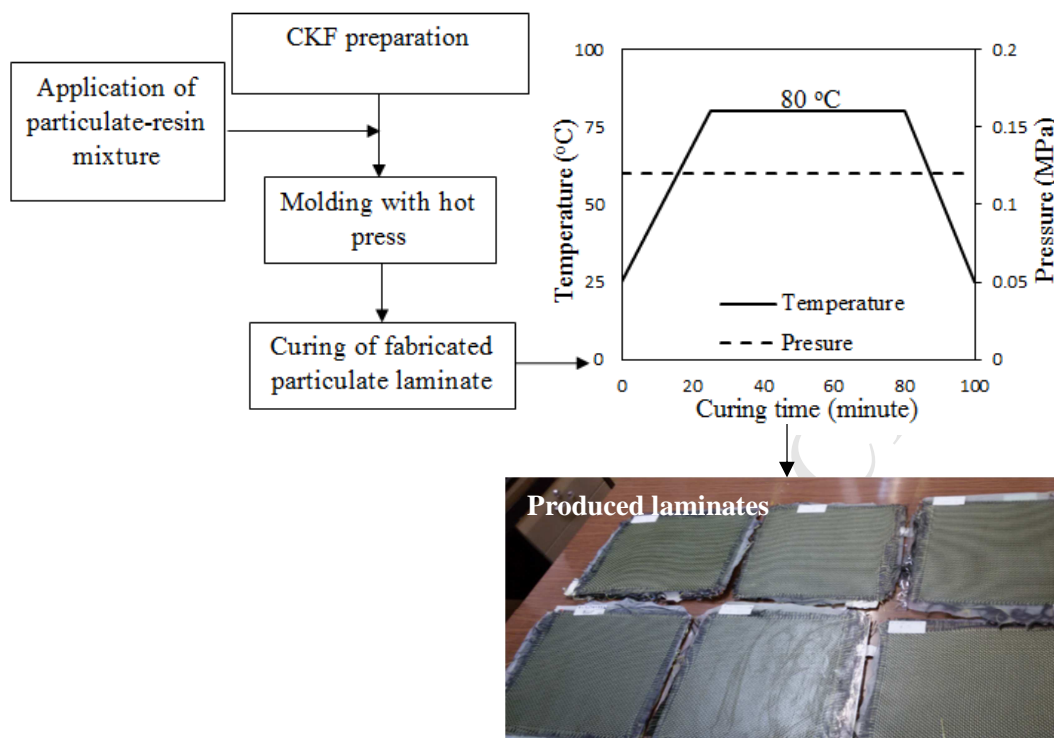 CKF preparation
Application of
particulate-resin
mixture
Molding with hot
press
Curing of fabricated
particulate laminate
100
75
50
25
0
Temperature (°C)
80 °C
Temperature
Presure
0.2
0.15
0.1
0.05
0
Pressure (MPa)
0 20 40 60 80 100
Curing time (minute)
Produced laminates